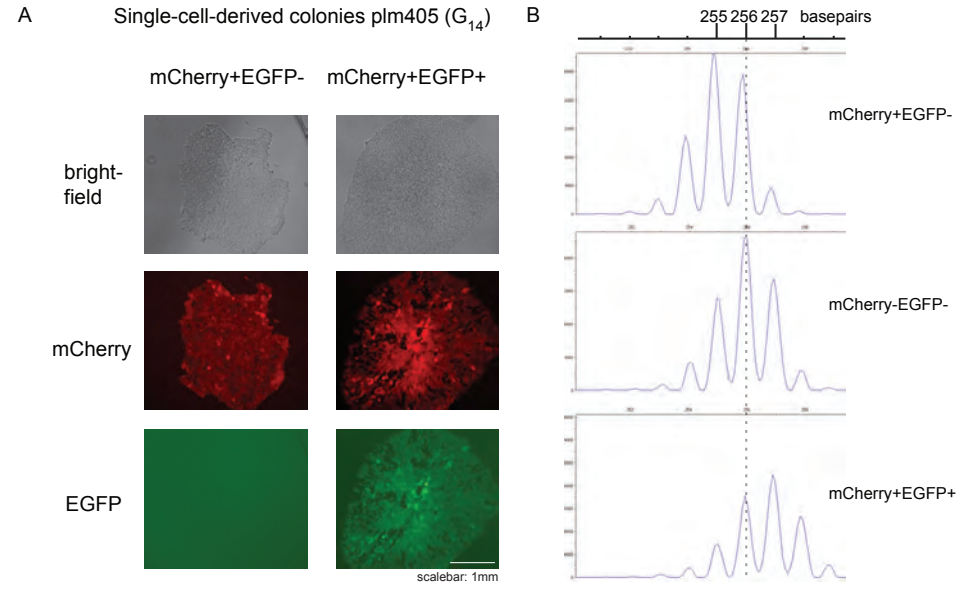 A
Single-cell-derived colonies plm405 (G14)
mCherry+EGFP-
mCherry+EGFP+
bright-
field
mCherry
EGFP
scalebar: 1mm
B
255 256 257 basepairs
mCherry+EGFP-
mCherry-EGFP-
mCherry+EGFP+